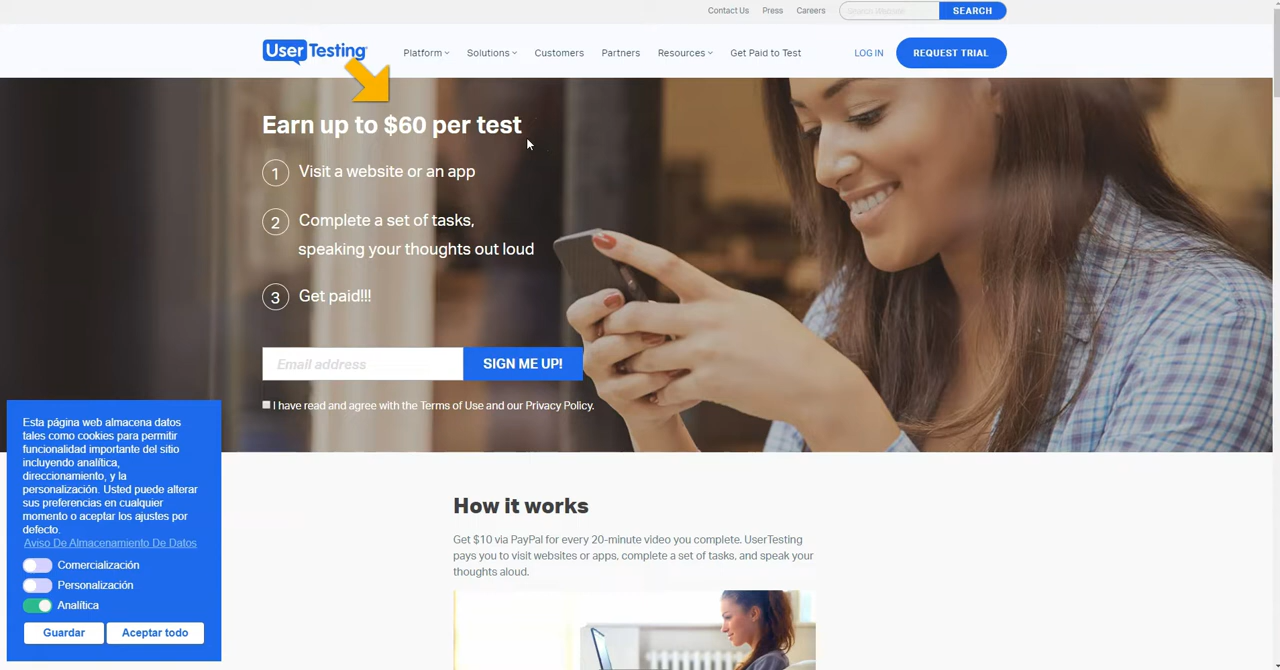 Contact Us Press Careers SEARCH
UserTesting Platform Solutions Customers Partners Resources Get Paid to Test LOG IN REQUEST TRIAL
Earn up to $60 per test
1 Visit a website or an app
2 Complete a set of tasks,
speaking your thoughts out loud
3 Get paid!!!
Email address SIGN ME UP!
I have read and agree with the Terms of Use and our Privacy Policy.
Esta página web almacena datos
tales como cookies para permitir
funcionalidad importante del sitio
incluyendo analítica,
direccionamiento, y la
personalización. Usted puede alterar
sus preferencias en cualquier
momento o aceptar los ajustes por
defecto.
Aviso De Almacenamiento De Datos
Comercialización
Personalización
Analítica
Guardar Aceptar todo
How it works
Get $10 via PayPal for every 20-minute video you complete. UserTesting
pays you to visit websites or apps, complete a set of tasks, and speak your
thoughts aloud.